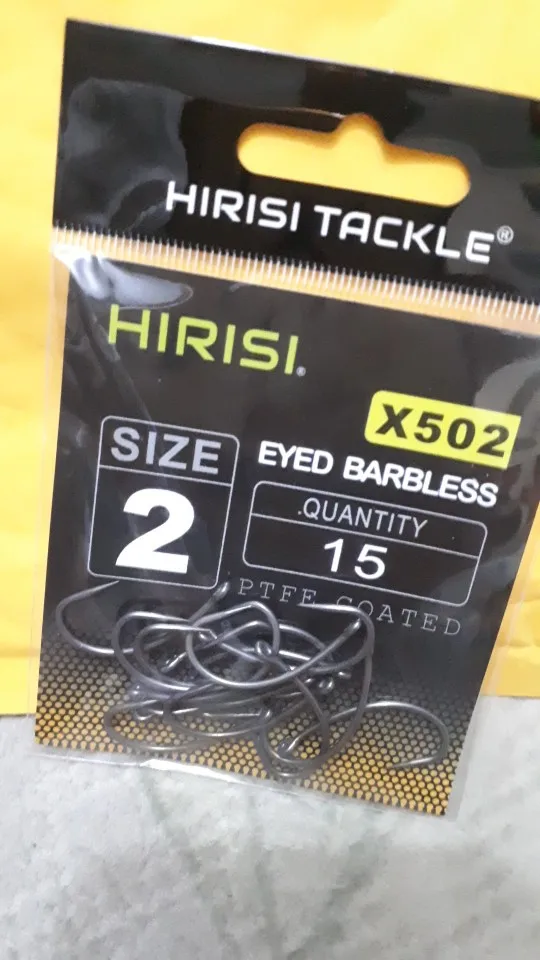 HIRISI TACKLE®
HIRISI®
X502
EYED BARBLESS
SIZE
2
QUANTITY
15
PTFE COATED